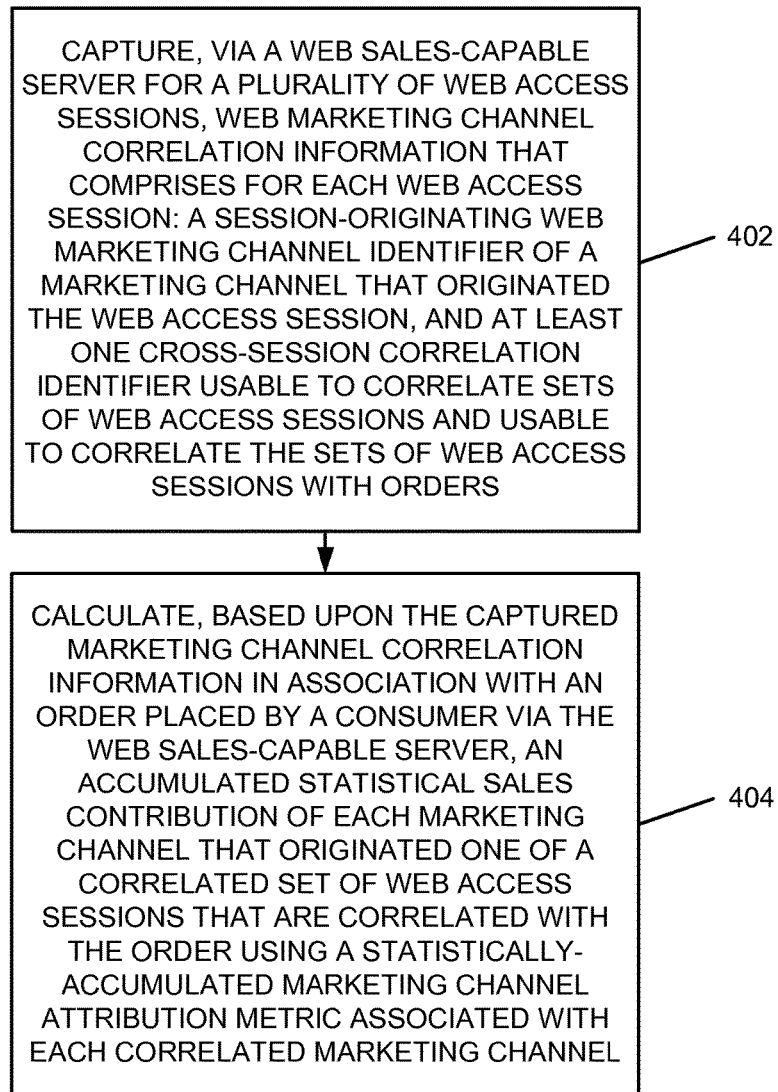 CAPTURE, VIA A WEB SALES-CAPABLE
SERVER FOR A PLURALITY OF WEB ACCESS
SESSIONS, WEB MARKETING CHANNEL
CORRELATION INFORMATION THAT
COMPRISES FOR EACH WEB ACCESS
SESSION: A SESSION-ORIGINATING WEB
MARKETING CHANNEL IDENTIFIER OF A
MARKETING CHANNEL THAT ORIGINATED
THE WEB ACCESS SESSION, AND AT LEAST
ONE CROSS-SESSION CORRELATION
IDENTIFIER USABLE TO CORRELATE SETS
OF WEB ACCESS SESSIONS AND USABLE
TO CORRELATE THE SETS OF WEB ACCESS
SESSIONS WITH ORDERS
402
CALCULATE, BASED UPON THE CAPTURED
MARKETING CHANNEL CORRELATION
INFORMATION IN ASSOCIATION WITH AN
ORDER PLACED BY A CONSUMER VIA THE
WEB SALES-CAPABLE SERVER, AN
ACCUMULATED STATISTICAL SALES
CONTRIBUTION OF EACH MARKETING
CHANNEL THAT ORIGINATED ONE OF A
CORRELATED SET OF WEB ACCESS
SESSIONS THAT ARE CORRELATED WITH
THE ORDER USING A STATISTICALLY-
ACCUMULATED MARKETING CHANNEL
ATTRIBUTION METRIC ASSOCIATED WITH
EACH CORRELATED MARKETING CHANNEL
404